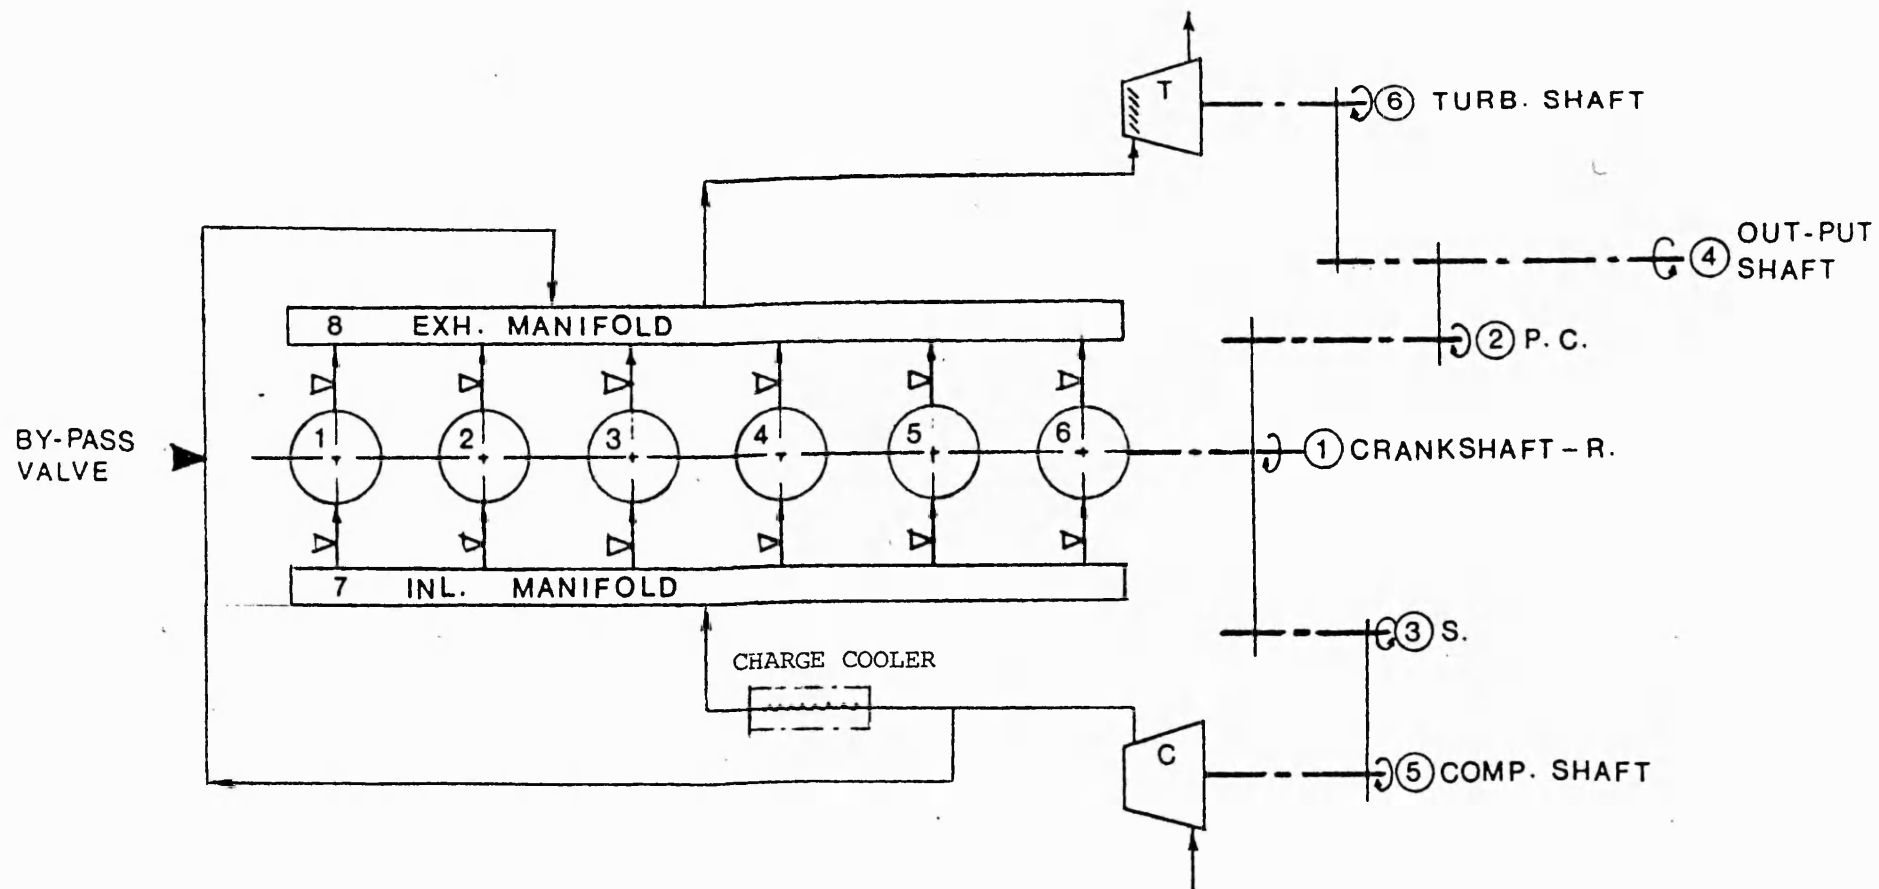 T
6 TURB. SHAFT
4 OUT-PUT
SHAFT
8 EXH. MANIFOLD
2 P. C.
BY-PASS
VALVE
1 2 3 4 5 6
1 CRANKSHAFT - R.
7 INL. MANIFOLD
3 S.
CHARGE COOLER
C
5 COMP. SHAFT